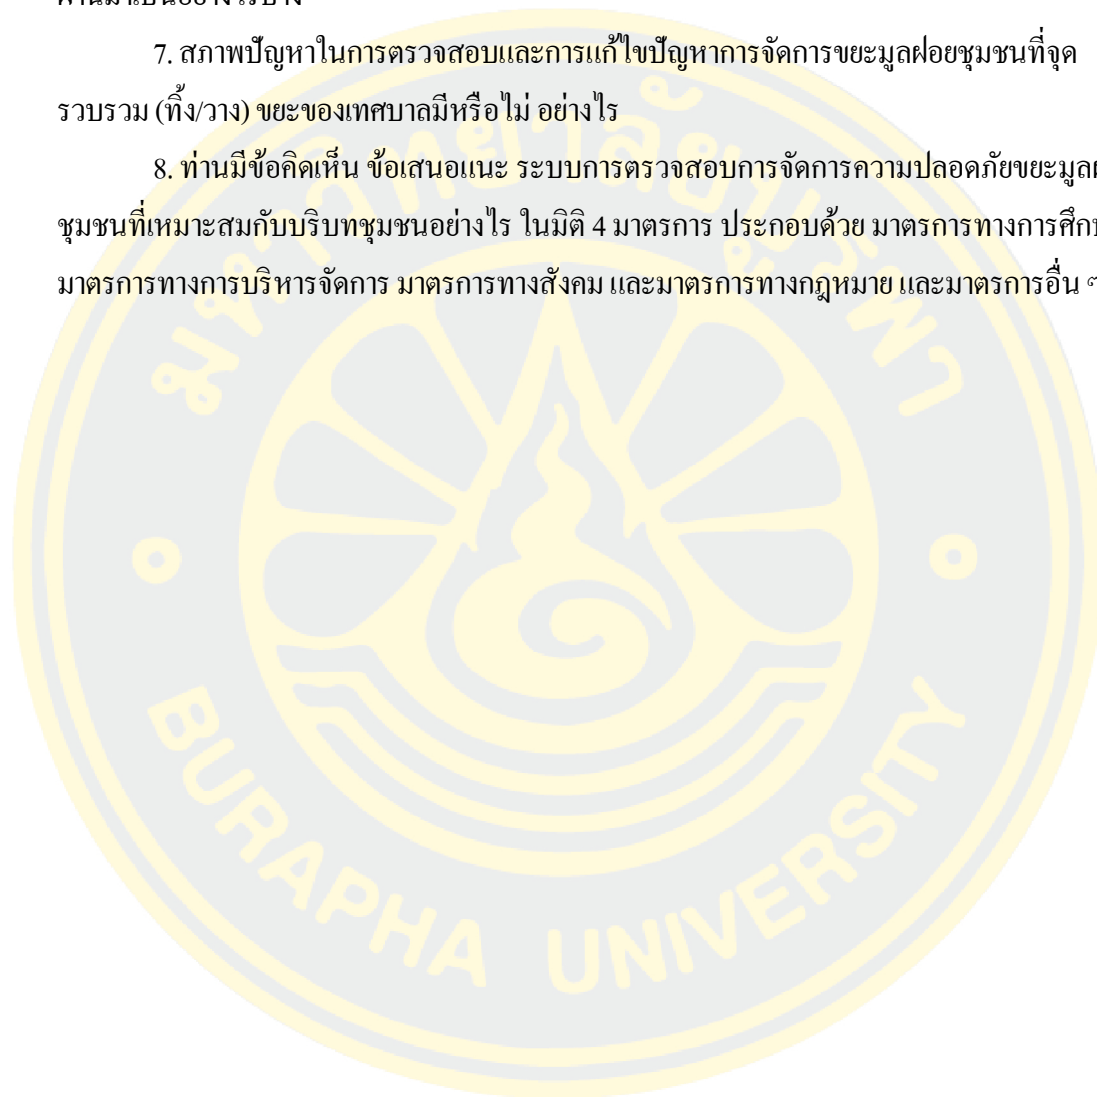 7. สภาพปัญหาในการตรวจสอบและการแก้ไขปัญหาการจัดการขยะมูลฝอยชุมชนที่จุด
รวบรวม (ทิ้ง/วาง) ขยะของเทศบาลมีหรือไม่ อย่างไร
8. ท่านมีข้อคิดเห็น ข้อเสนอแนะ ระบบการตรวจสอบการจัดการความปลอดภัยขยะ
ชุมชนที่เหมาะสมกับบริบทชุมชนอย่างไร ในมิติ 4 มาตรการ ประกอบด้วย มาตรการ
มาตรการทางการบริหารจัดการ มาตรการทางสังคม และมาตรการทางกฎหมาย และมาตรการอื่น ๆ
มหาวิทยาลัยบูรพา
BURAPHA UNIVERSITY